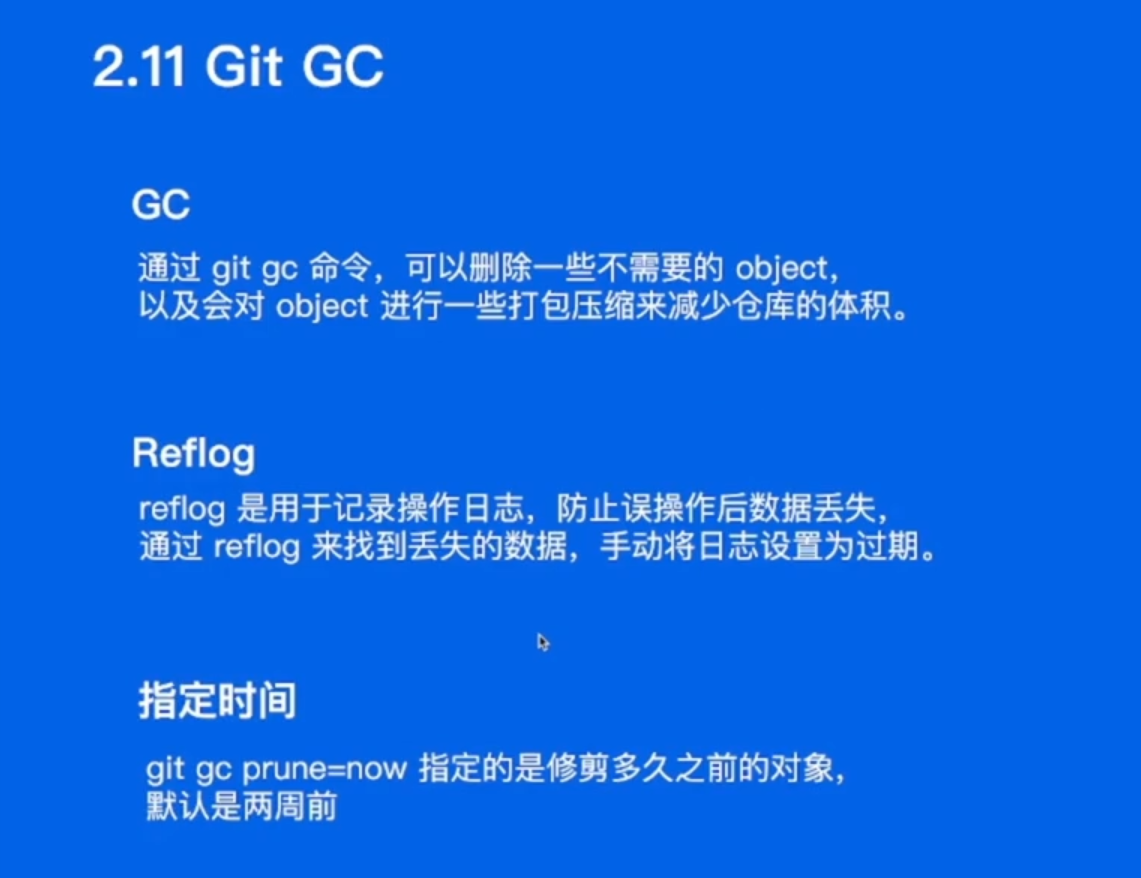 2.11 Git GC
GC
通过 git gc 命令，可以删除一些不需要的 object，
以及会对 object 进行一些打包压缩来减少仓库的体积。
Reflog
reflog 是用于记录操作日志，防止误操作后数据丢失，
通过 reflog 来找到丢失的数据，手动将日志设置为过期。
指定时间
git gc prune=now 指定的是修剪多久之前的对象，
默认是两周前